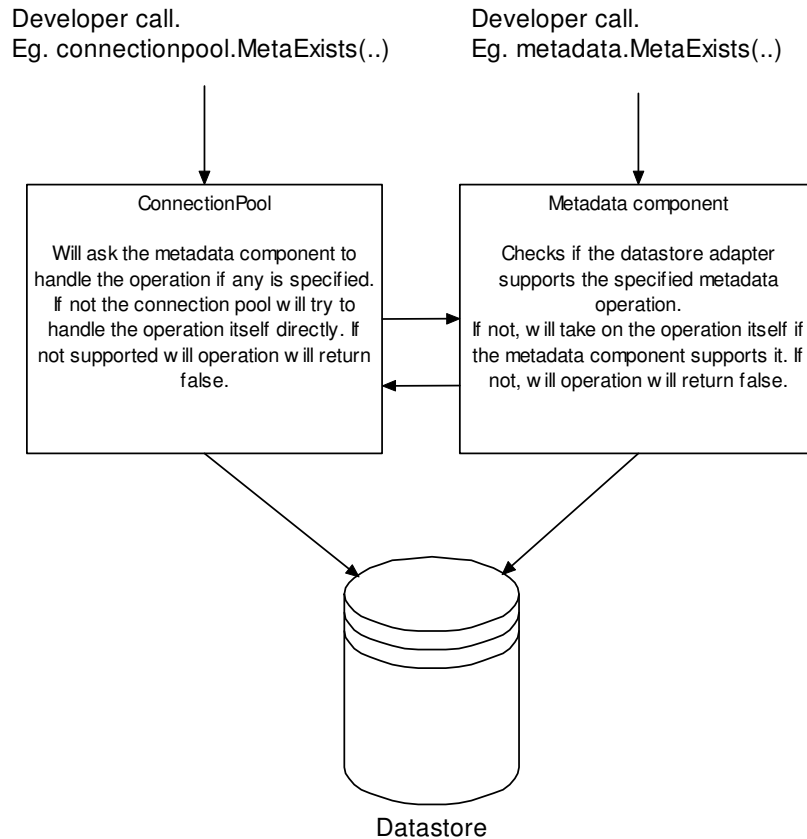 Developer call.
Eg. connectionpool.MetaExists(..)
Developer call.
Eg. metadata.MetaExists(..)
ConnectionPool
Will ask the metadata component to
handle the operation if any is specified.
If not the connection pool will try to
handle the operation itself directly. If
not supported will operation will return
false.
Metadata component
Checks if the datastore adapter
supports the specified metadata
operation.
If not, will take on the operation itself if
the metadata component supports it. If
not, will operation will return false.
Datastore